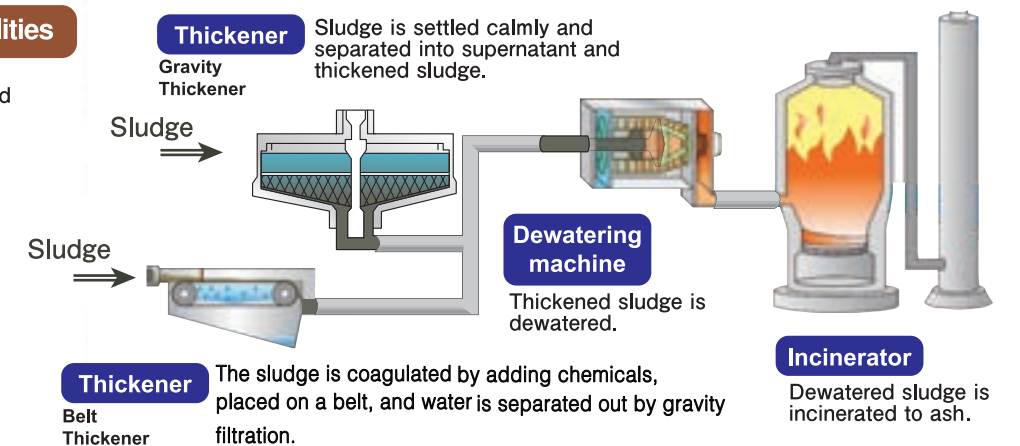 lities
d
Thickener
Gravity
Thickener
Sludge is settled calmly and
separated into supernatant and
thickened sludge.
Sludge
Sludge
Dewatering
machine
Thickened sludge is
dewatered.
Thickener
Belt
Thickener
The sludge is coagulated by adding chemicals,
placed on a belt, and water is separated out by gravity
filtration.
Incinerator
Dewatered sludge is
incinerated to ash.